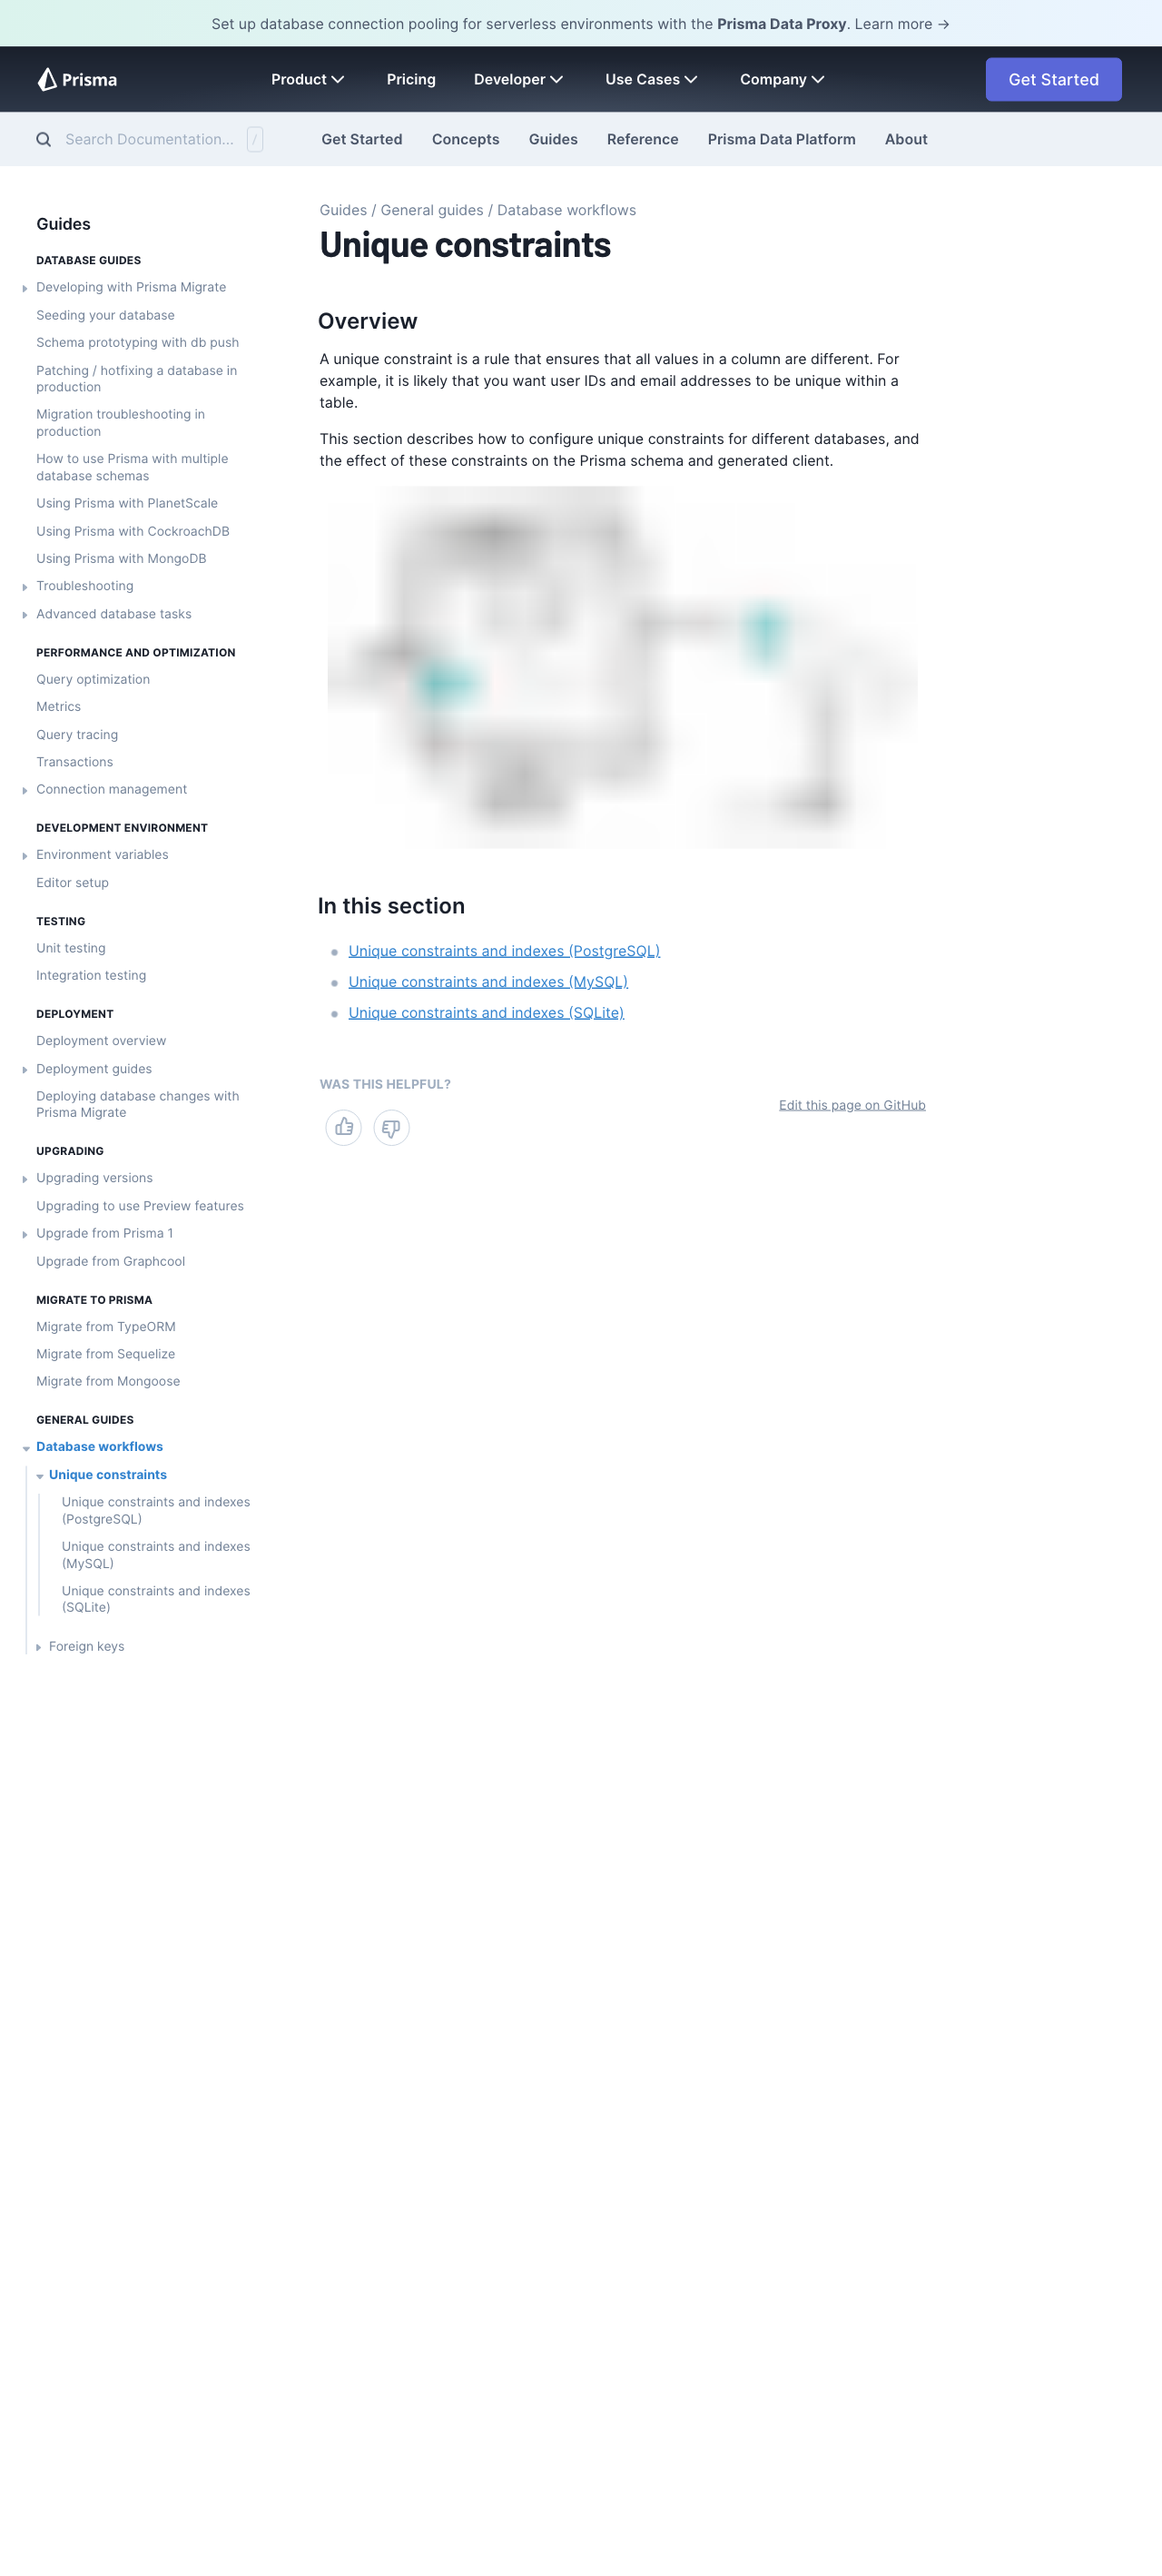 Set up database connection pooling for serverless environments with the Prisma Data Proxy. Learn more →
Prisma
Product
Pricing
Developer
Use Cases
Company
Get Started
Search Documentation...
/
Get Started
Concepts
Guides
Reference
Prisma Data Platform
About
Guides
DATABASE GUIDES
Developing with Prisma Migrate
Seeding your database
Schema prototyping with db push
Patching / hotfixing a database in
production
Migration troubleshooting in
production
How to use Prisma with multiple
database schemas
Using Prisma with PlanetScale
Using Prisma with CockroachDB
Using Prisma with MongoDB
Troubleshooting
Advanced database tasks
PERFORMANCE AND OPTIMIZATION
Query optimization
Metrics
Query tracing
Transactions
Connection management
DEVELOPMENT ENVIRONMENT
Environment variables
Editor setup
TESTING
Unit testing
Integration testing
DEPLOYMENT
Deployment overview
Deployment guides
Deploying database changes with
Prisma Migrate
UPGRADING
Upgrading versions
Upgrading to use Preview features
Upgrade from Prisma 1
Upgrade from Graphcool
MIGRATE TO PRISMA
Migrate from TypeORM
Migrate from Sequelize
Migrate from Mongoose
GENERAL GUIDES
Database workflows
Unique constraints
Unique constraints and indexes
(PostgreSQL)
Unique constraints and indexes
(MySQL)
Unique constraints and indexes
(SQLite)
Foreign keys
Guides / General guides / Database workflows
Unique constraints
Overview
A unique constraint is a rule that ensures that all values in a column are different. For
example, it is likely that you want user IDs and email addresses to be unique within a
table.
This section describes how to configure unique constraints for different databases, and
the effect of these constraints on the Prisma schema and generated client.
In this section
Unique constraints and indexes (PostgreSQL)
Unique constraints and indexes (MySQL)
Unique constraints and indexes (SQLite)
WAS THIS HELPFUL?
Edit this page on GitHub